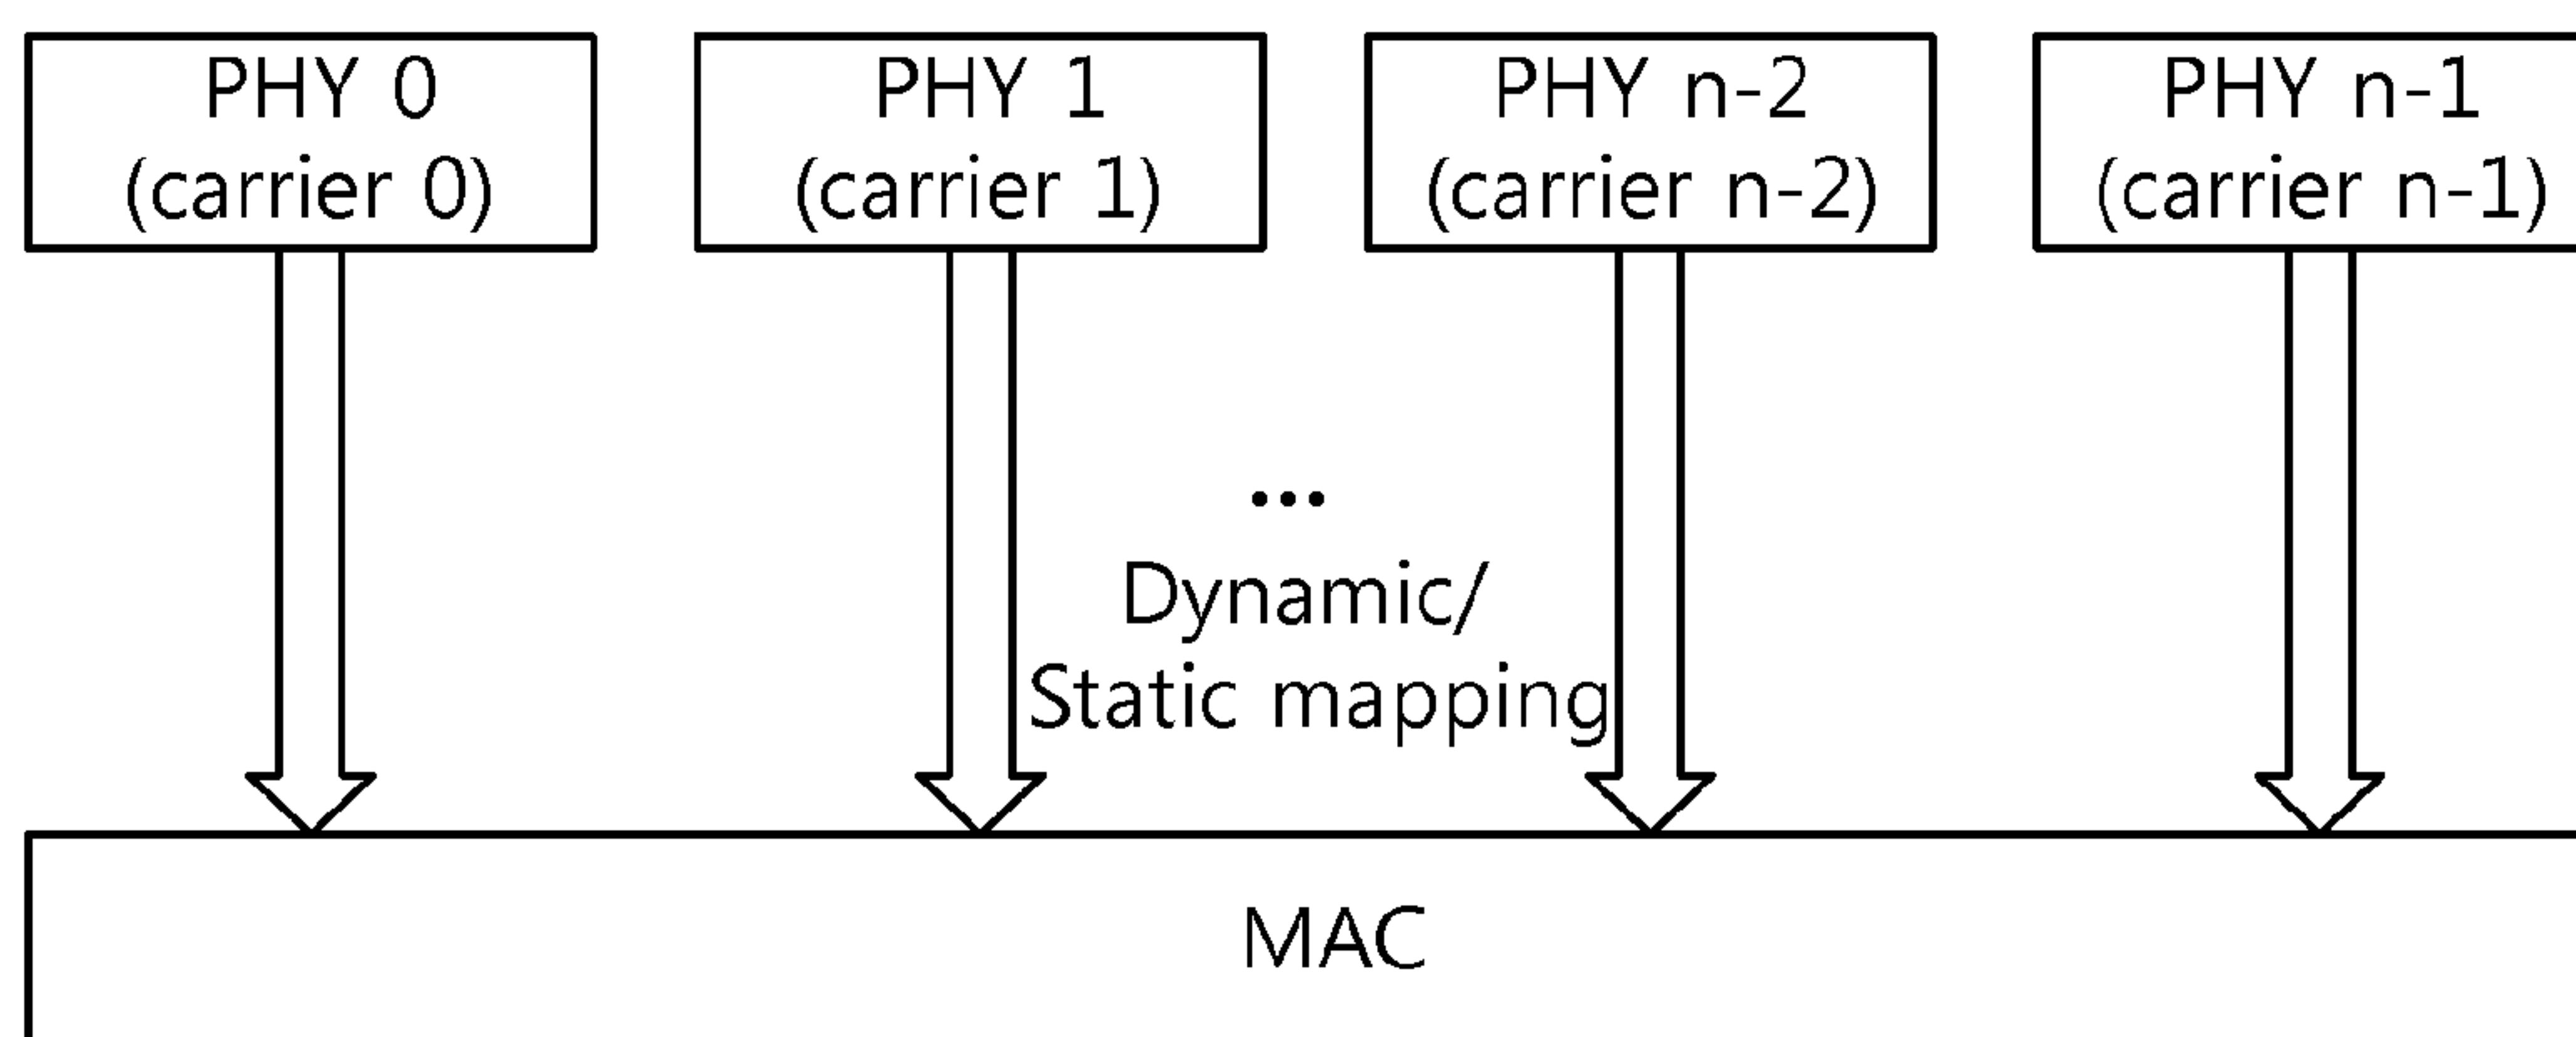 PHY 0
(carrier 0)
PHY 1
(carrier 1)
PHY n-2
(carrier n-2)
PHY n-1
(carrier n-1)
...
Dynamic/
Static mapping
MAC